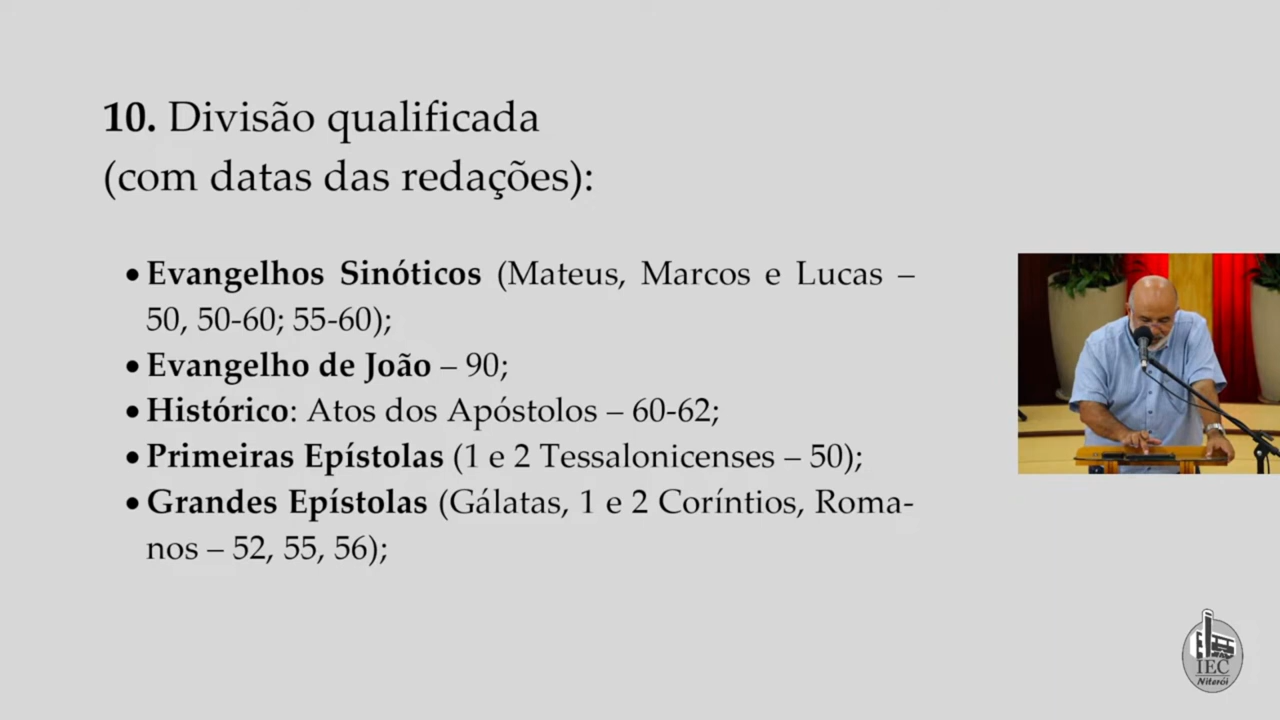 10. Divisão qualificada
(com datas das redações):
• Evangelhos Sinóticos (Mateus, Marcos e Lucas –
50, 50-60; 55-60);
• Evangelho de João – 90;
• Histórico: Atos dos Apóstolos – 60-62;
• Primeiras Epístolas (1 e 2 Tessalonicenses – 50);
• Grandes Epístolas (Gálatas, 1 e 2 Coríntios, Roma-
nos – 52, 55, 56);
IEC
Niterói